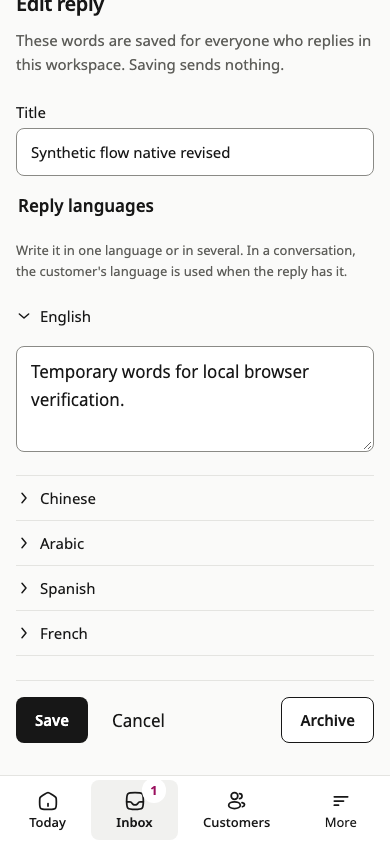 Edit reply
These words are saved for everyone who replies in
this workspace. Saving sends nothing.
Title
Synthetic flow native revised
Reply languages
Write it in one language or in several. In a conversation,
the customer's language is used when the reply has it.
English
Temporary words for local browser
verification.
Chinese
Arabic
Spanish
French
Save
Cancel
Archive
1
Today
Inbox
Customers
More